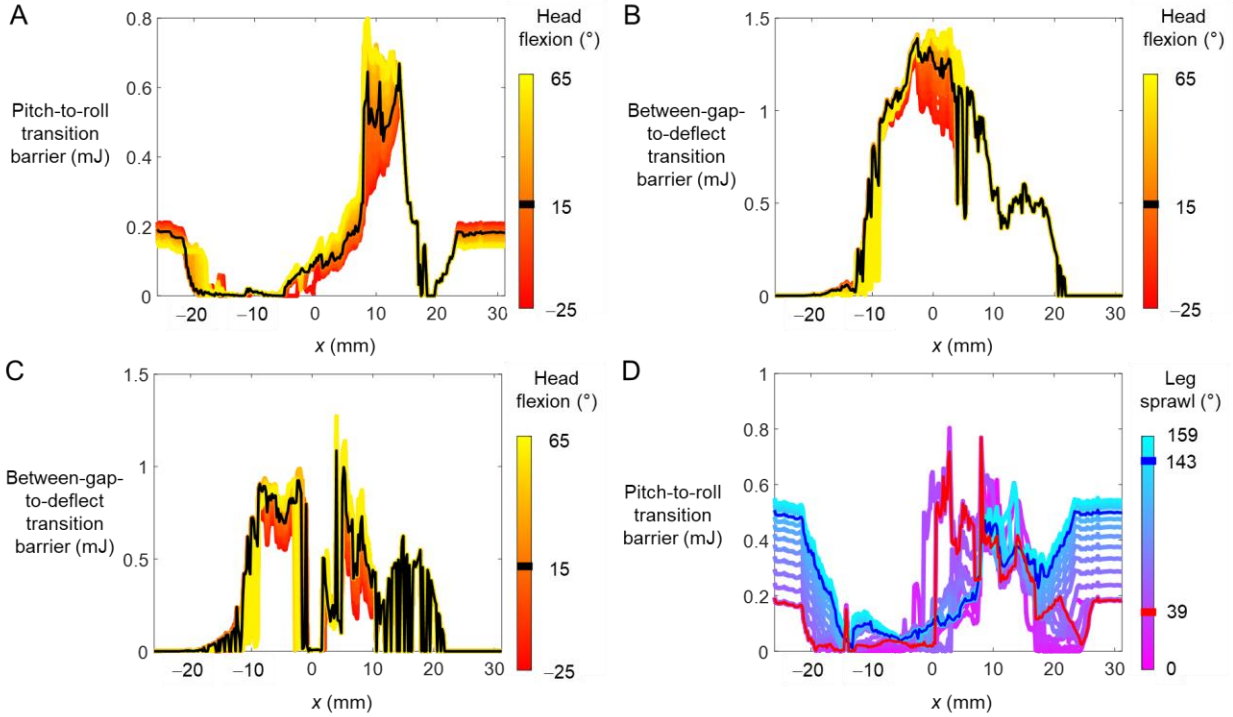 A
Pitch-to-roll
transition
barrier (mJ)
0.8
0.6
0.4
0.2
0
−20
−10
0
10
20
30
x (mm)
Head
flexion (°)
65
15
−25
B
Between-gap-
to-deflect
transition
barrier (mJ)
1.5
1
0.5
0
−20
−10
0
10
20
30
x (mm)
Head
flexion (°)
65
15
−25
C
Between-gap-
to-deflect
transition
barrier (mJ)
1.5
1
0.5
0
−20
−10
0
10
20
30
x (mm)
Head
flexion (°)
65
15
−25
D
Pitch-to-roll
transition
barrier (mJ)
1
0.8
0.6
0.4
0.2
0
−20
−10
0
10
20
30
x (mm)
Leg
sprawl (°)
159
143
39
0